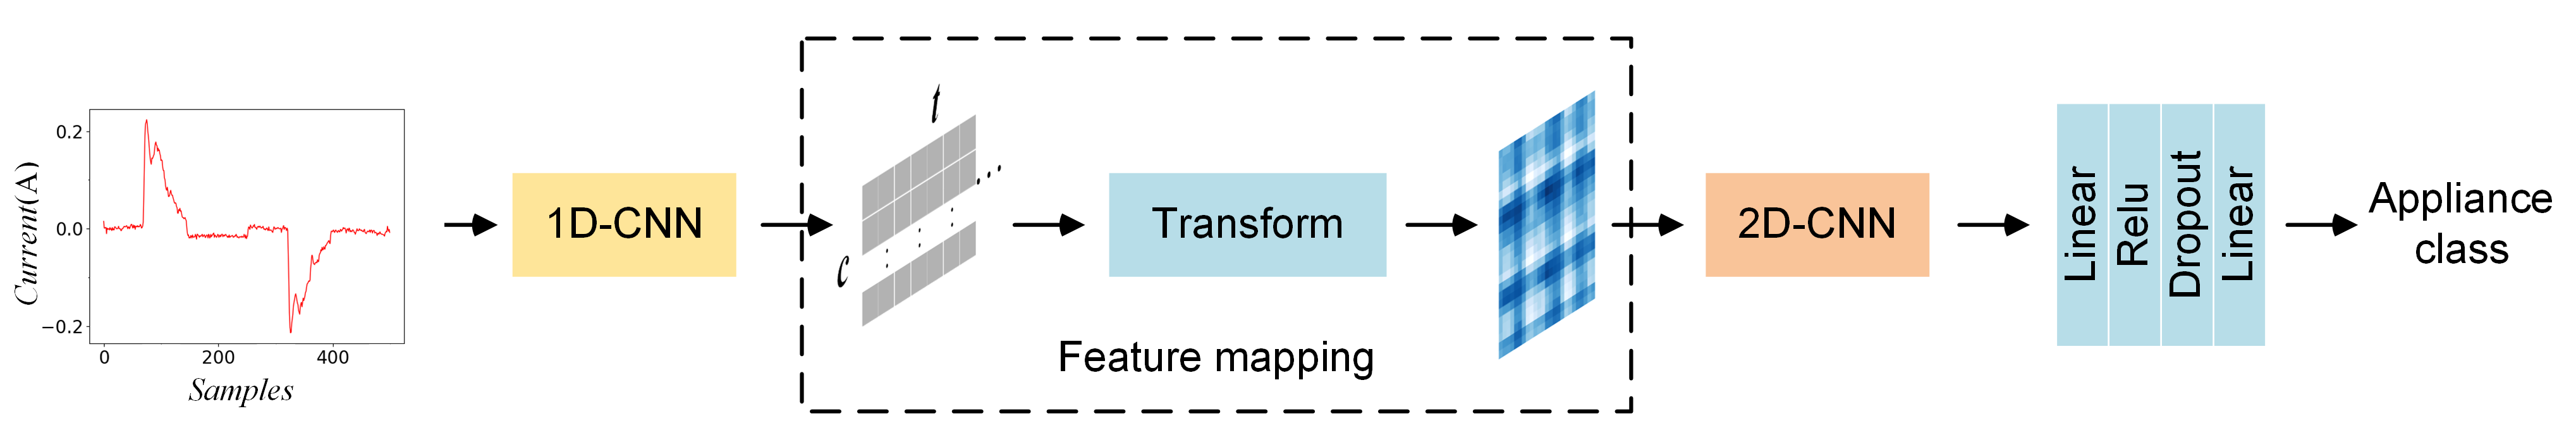 Current(A)
0.2
0.0
−0.2
0 200 400
Samples
1D-CNN
t
...
c
Transform
Feature mapping
2D-CNN
Linear
Relu
Dropout
Linear
Appliance
class